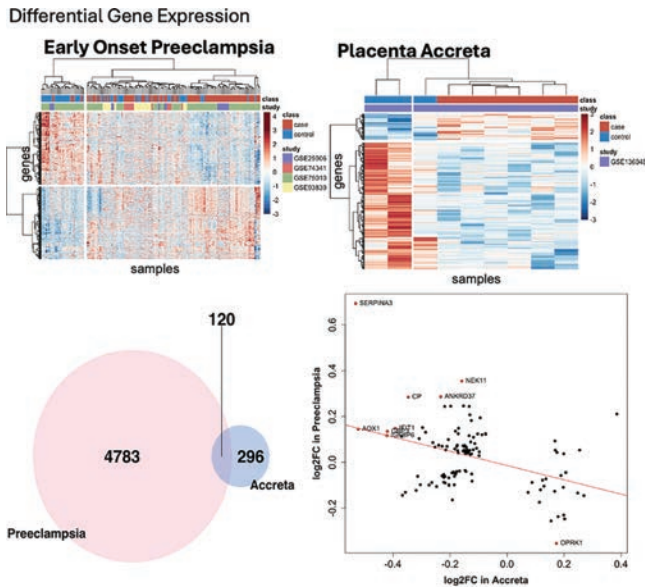 Differential Gene Expression
Early Onset Preeclampsia
Placenta Accreta
class
study
4
3
2
1
0
-1
-2
-3
class
case
control
study
GSE25906
GSE74341
GSE75010
genes
samples
class
study
3
2
1
0
-1
-2
-3
class
case
control
study
genes
samples
120
4783
296
Accreta
Preeclampsia
SERPINA3
NEK11
CP
ANKRD37
AOX1
OPRK1
0.6
0.4
0.2
0.0
-0.2
log2FC in Preeclampsia
-0.4
-0.2
0.0
0.2
0.4
log2FC in Accreta